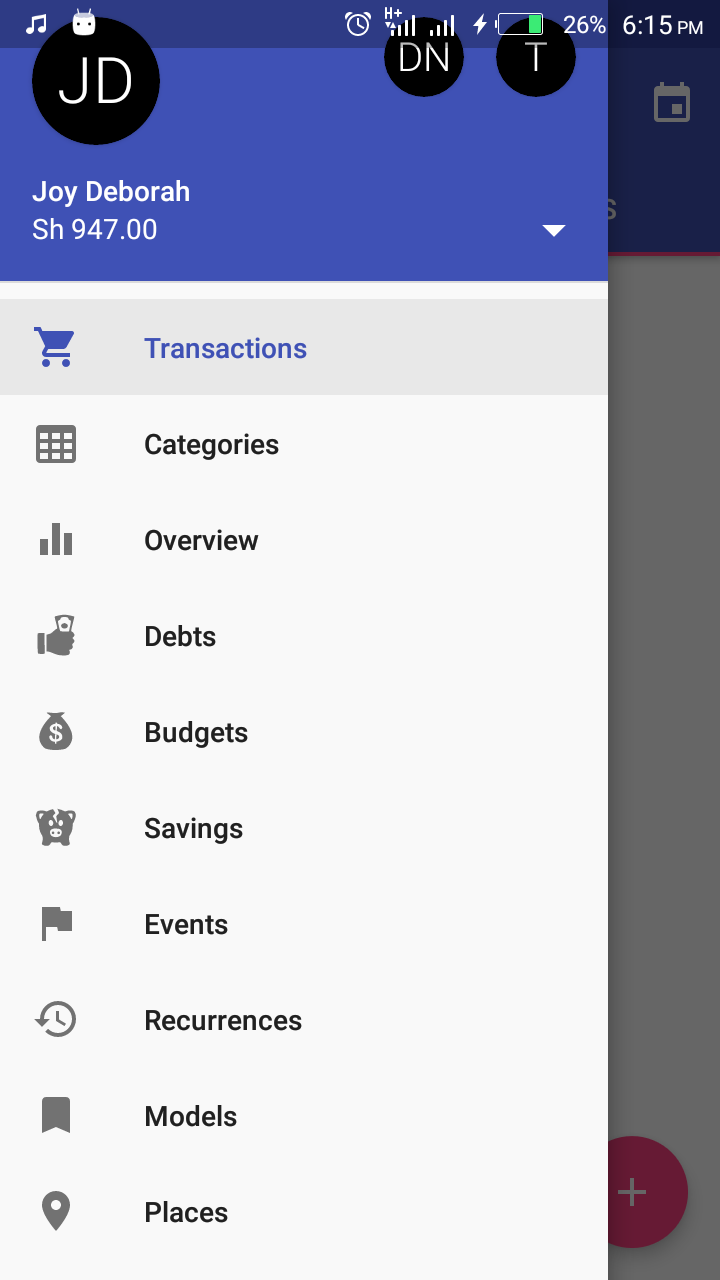 H+
26%
6:15 PM
JD
DN
T
Joy Deborah
Sh 947.00
S
Transactions
Categories
Overview
Debts
$
Budgets
Savings
Events
Recurrences
Models
Places
+